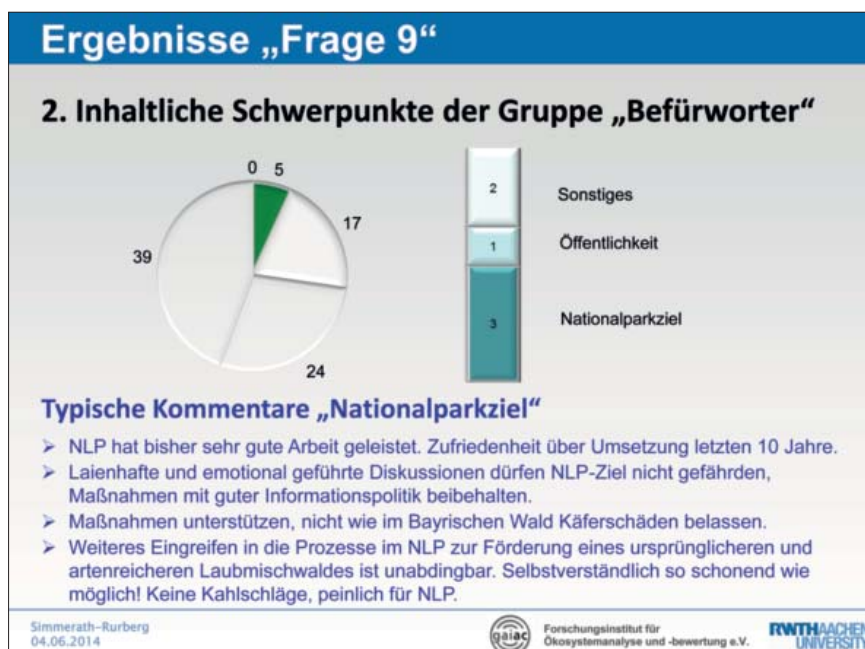 Ergebnisse „Frage 9“
2. Inhaltliche Schwerpunkte der Gruppe „Befürworter“
0 5
17
39
24
2
Sonstiges
1
Öffentlichkeit
3
Nationalparkziel
Typische Kommentare „Nationalparkziel“
➢ NLP hat bisher sehr gute Arbeit geleistet. Zufriedenheit über Umsetzung letzten 10 Jahre.
➢ Laienhafte und emotional geführte Diskussionen dürfen NLP-Ziel nicht gefährden,
Maßnahmen mit guter Informationspolitik beibehalten.
➢ Maßnahmen unterstützen, nicht wie im Bayrischen Wald Käferschäden belassen.
➢ Weiteres Eingreifen in die Prozesse im NLP zur Förderung eines ursprünglicheren und
artenreicheren Laubmischwaldes ist unabdingbar. Selbstverständlich so schonend wie
möglich! Keine Kahlschläge, peinlich für NLP.
Simmerath-Rurberg
04.06.2014
gaiac
Forschungsinstitut für
Ökosystemanalyse und -bewertung e.V.
RWTHAACHEN
UNIVERSITY